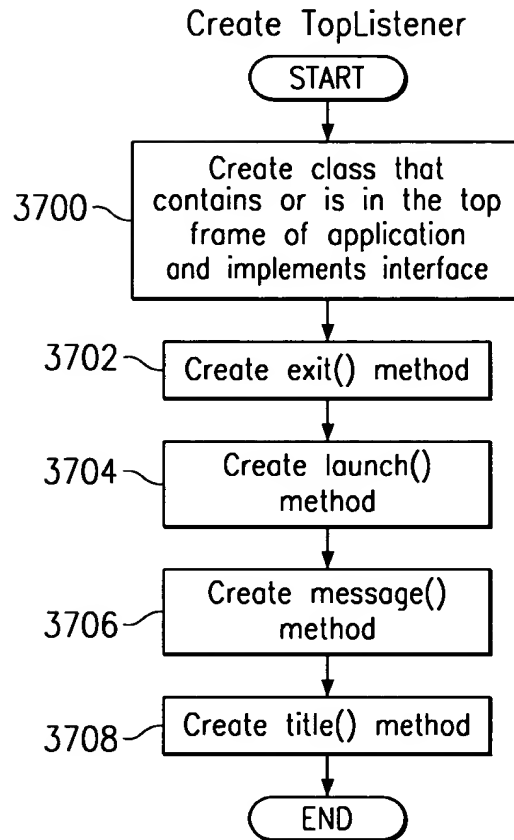 Create TopListener
START
3700
Create class that
contains or is in the top
frame of application
and implements interface
3702
Create exit() method
3704
Create launch()
method
3706
Create message()
method
3708
Create title() method
END